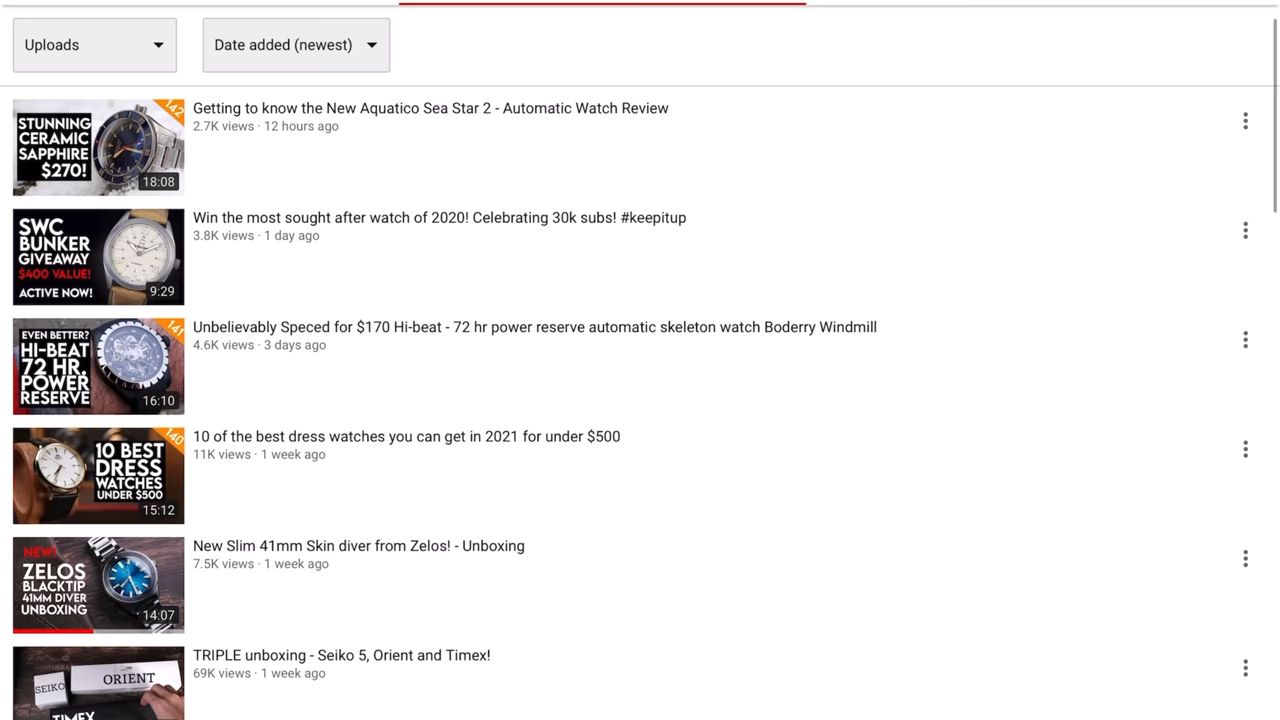 Uploads
Date added (newest)
142
STUNNING
CERAMIC
SAPPHIRE
$270!
18:08
Getting to know the New Aquatico Sea Star 2 - Automatic Watch Review
2.7K views · 12 hours ago
SWC
BUNKER
GIVEAWAY
$400 VALUE!
ACTIVE NOW!
9:29
Win the most sought after watch of 2020! Celebrating 30k subs! #keepitup
3.8K views · 1 day ago
141
EVEN BETTER?
HI-BEAT
72 HR.
POWER
RESERVE
16:10
Unbelievably Speced for $170 Hi-beat - 72 hr power reserve automatic skeleton watch Boderry Windmill
4.6K views · 3 days ago
140
10 BEST
DRESS
WATCHES
UNDER $500
15:12
10 of the best dress watches you can get in 2021 for under $500
11K views · 1 week ago
NEW!
ZELOS
BLACKTIP
41MM DIVER
UNBOXING
14:07
New Slim 41mm Skin diver from Zelos! - Unboxing
7.5K views · 1 week ago
SEIKO
ORIENT
TIMEX
TRIPLE unboxing - Seiko 5, Orient and Timex!
69K views · 1 week ago